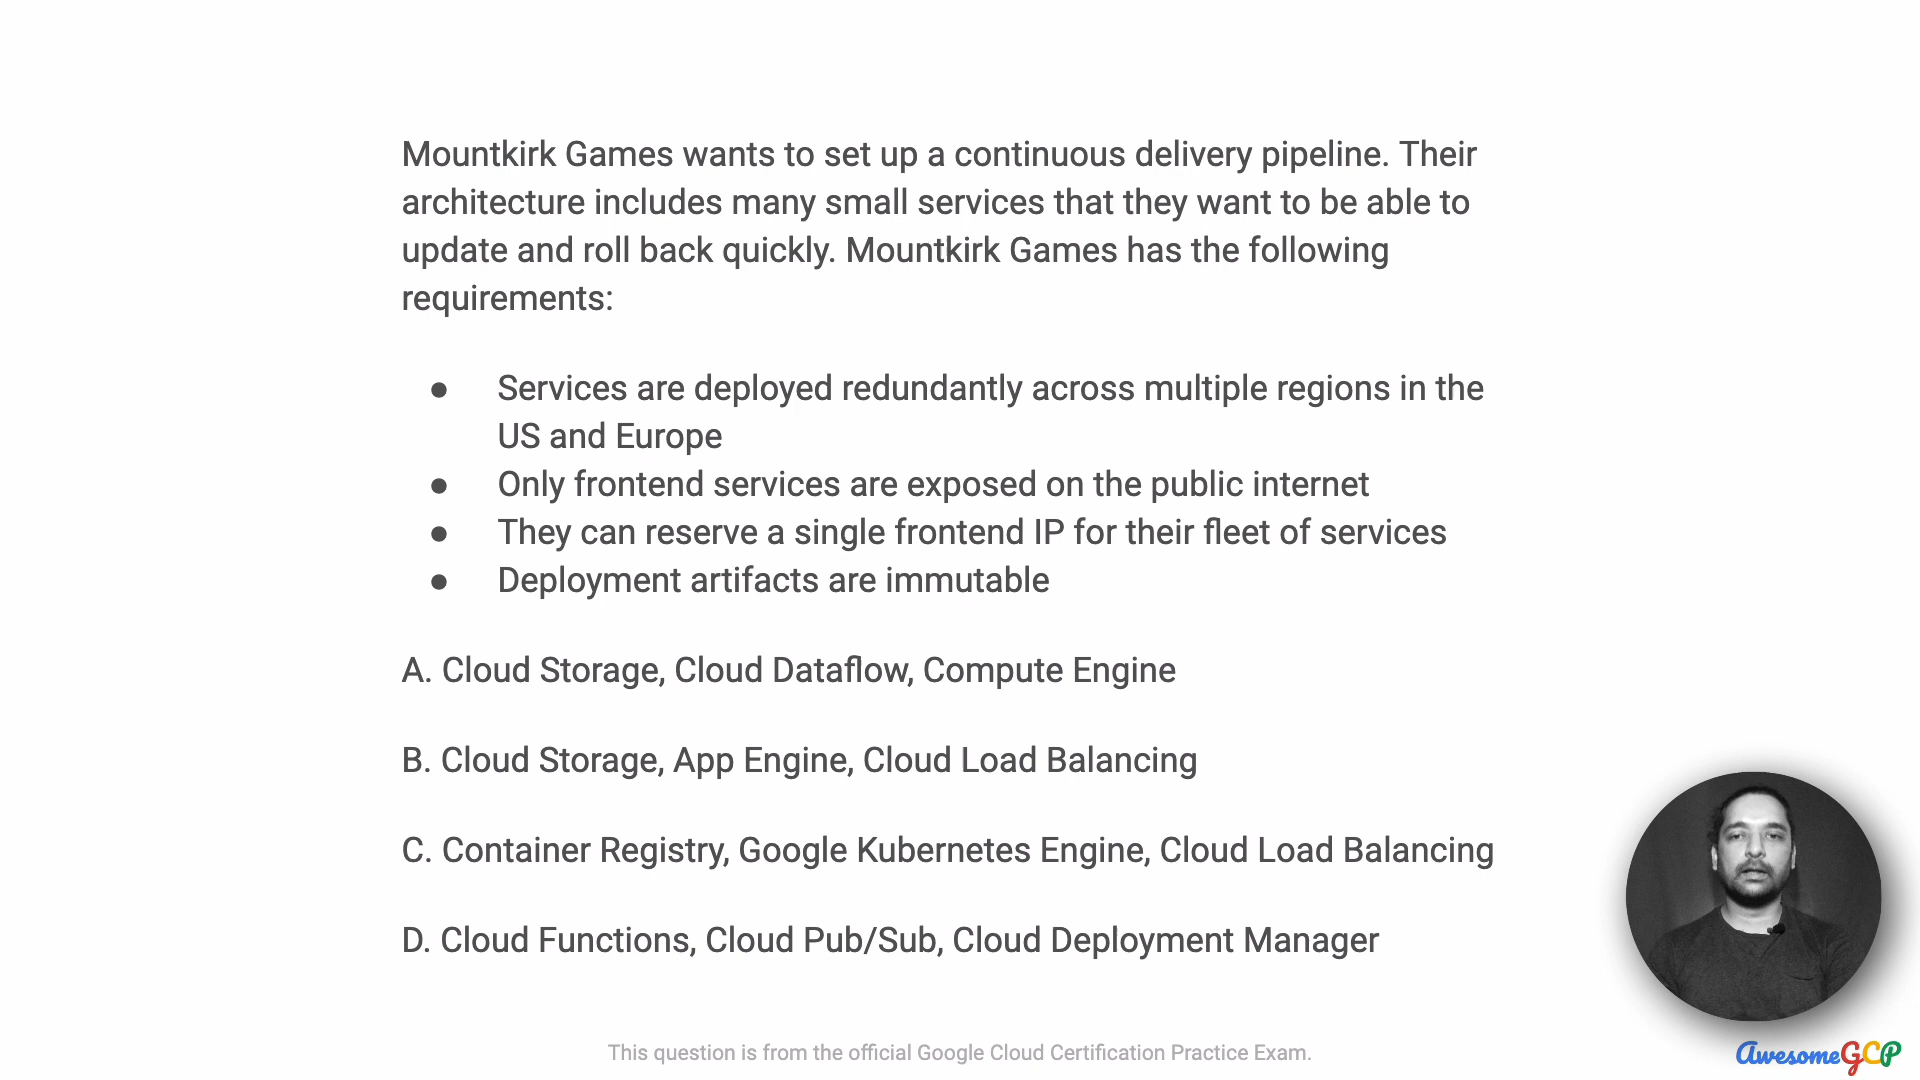 Mountkirk Games wants to set up a continuous delivery pipeline. Their
architecture includes many small services that they want to be able to
update and roll back quickly. Mountkirk Games has the following
requirements:
● Services are deployed redundantly across multiple regions in the
US and Europe
● Only frontend services are exposed on the public internet
● They can reserve a single frontend IP for their fleet of services
● Deployment artifacts are immutable
A. Cloud Storage, Cloud Dataflow, Compute Engine
B. Cloud Storage, App Engine, Cloud Load Balancing
C. Container Registry, Google Kubernetes Engine, Cloud Load Balancing
D. Cloud Functions, Cloud Pub/Sub, Cloud Deployment Manager
This question is from the official Google Cloud Certification Practice Exam.
AwesomeGCP